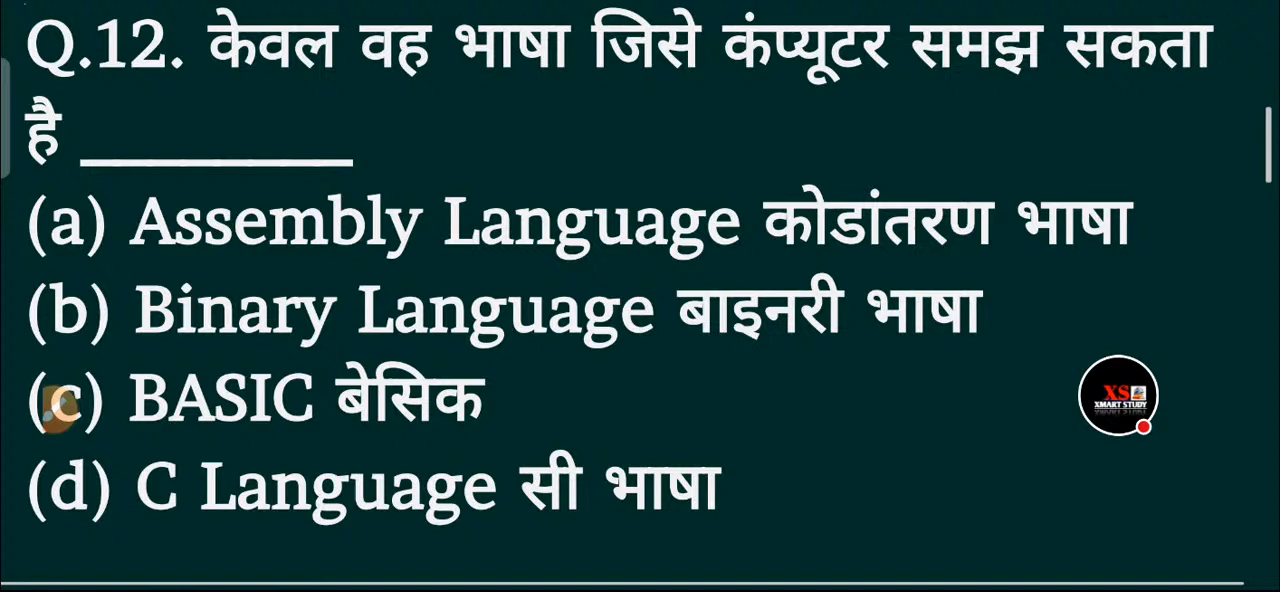 Q.12. केवल वह भाषा जिसे कंप्यूटर समझ सकता
है ________
(a) Assembly Language कोडांतरण भाषा
(b) Binary Language बाइनरी भाषा
(c) BASIC बेसिक
XS
XMART STUDY
(d) C Language सी भाषा